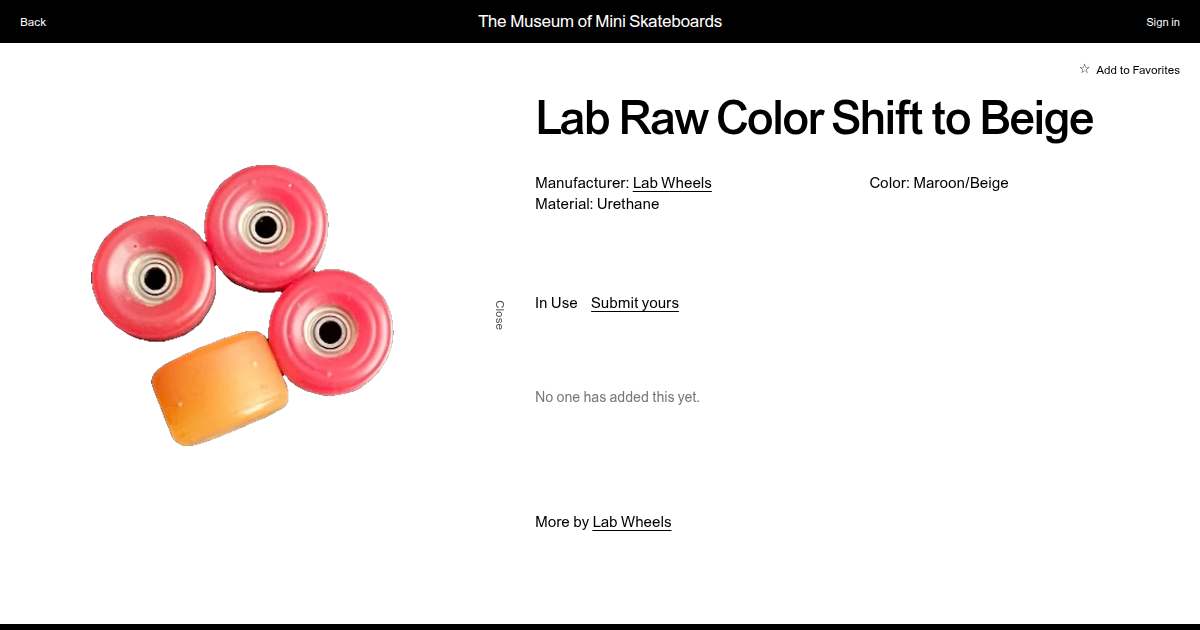 Back
The Museum of Mini Skateboards
Sign in
☆ Add to Favorites
Lab Raw Color Shift to Beige
Manufacturer: Lab Wheels
Material: Urethane
Color: Maroon/Beige
Close
In Use Submit yours
No one has added this yet.
More by Lab Wheels